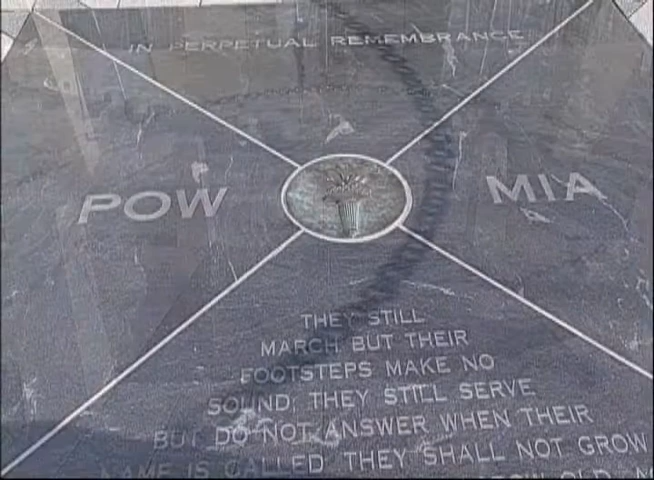 IN PERPETUAL REMEMBRANCE
POW
MIA
THEY STILL
MARCH BUT THEIR
FOOTSTEPS MAKE NO
SOUND; THEY STILL SERVE
BUT DO NOT ANSWER WHEN THEIR
NAME IS CALLED THEY SHALL NOT GROW
OLD